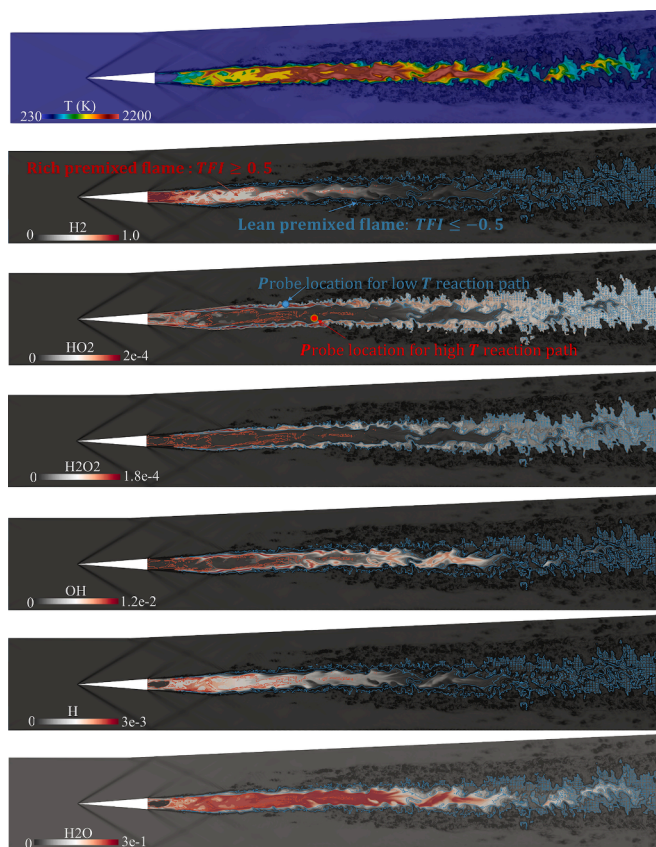 T (K)
230 2200
Rich premixed flame : TFI > 0.5
Lean premixed flame: TFI ≤ −0.5
0 1.0
H2
Probe location for low T reaction path
Probe location for high T reaction path
0 2e-4
HO2
0 1.8e-4
H2O2
0 1.2e-2
OH
0 3e-3
H
0 3e-1
H2O